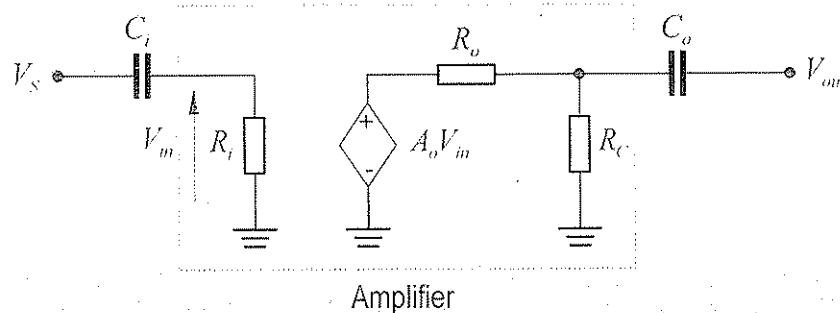 C_i
R_o
C_o
V_S
V_out
V_in
R_i
+
-
A_oV_in
R_C
Amplifier